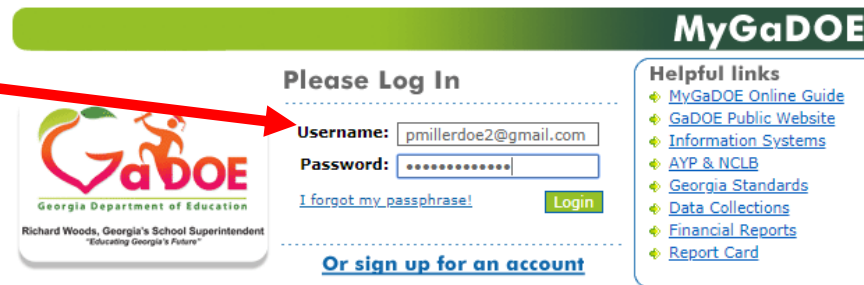 MyGaDOE
Please Log In
Username: pmillerdoe2@gmail.com
Password: •••••••••••••
I forgot my passphrase!
Login
Or sign up for an account
GaDOE
Georgia Department of Education
Richard Woods, Georgia's School Superintendent
"Educating Georgia's Future"
Helpful links
MyGaDOE Online Guide
GaDOE Public Website
Information Systems
AYP & NCLB
Georgia Standards
Data Collections
Financial Reports
Report Card